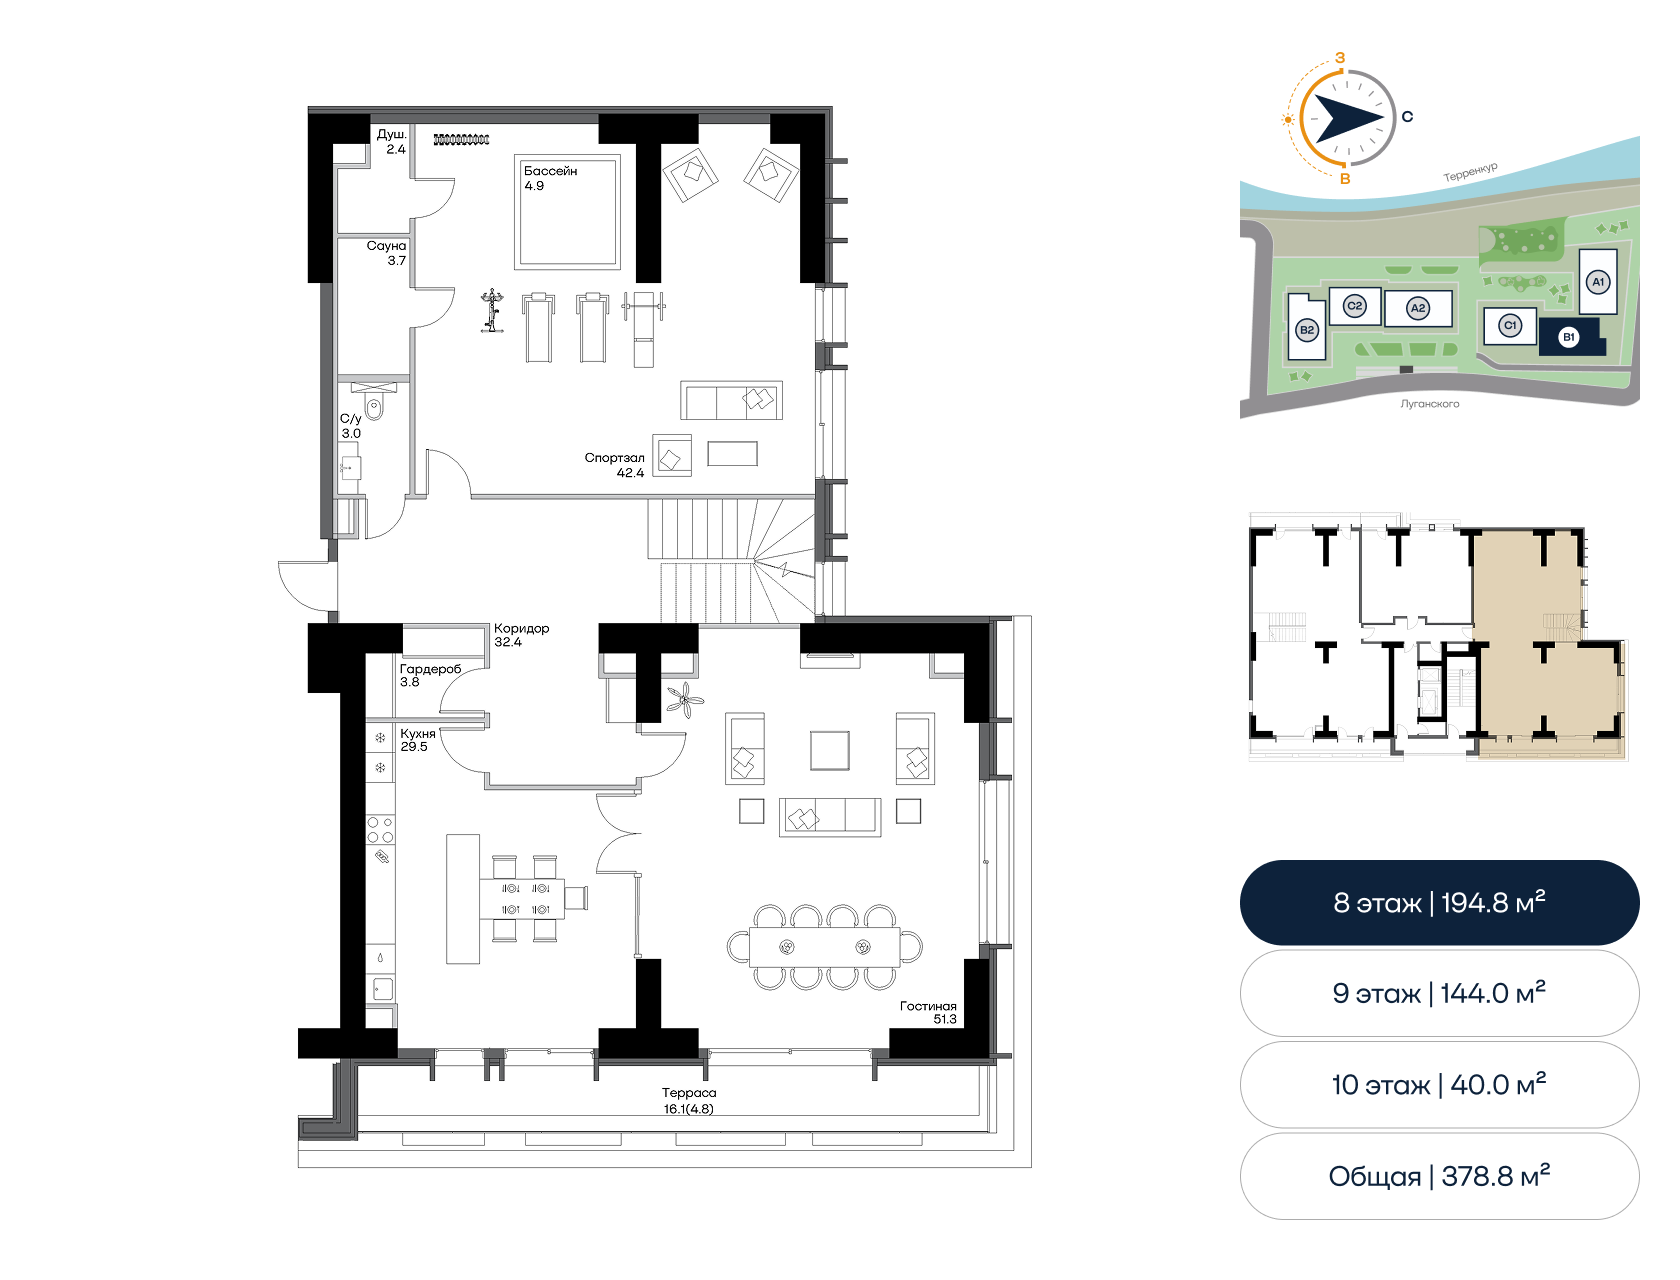 Душ.
2.4
Бассейн
4.9
Сауна
3.7
С/у
3.0
Спортзал
42.4
Коридор
32.4
Гардероб
3.8
Кухня
29.5
Гостиная
51.3
Терраса
16.1(4.8)
З
С
В
Терренкур
A1
C2
A2
B2
C1
B1
Луганского
8 этаж | 194.8 м²
9 этаж | 144.0 м²
10 этаж | 40.0 м²
Общая | 378.8 м²